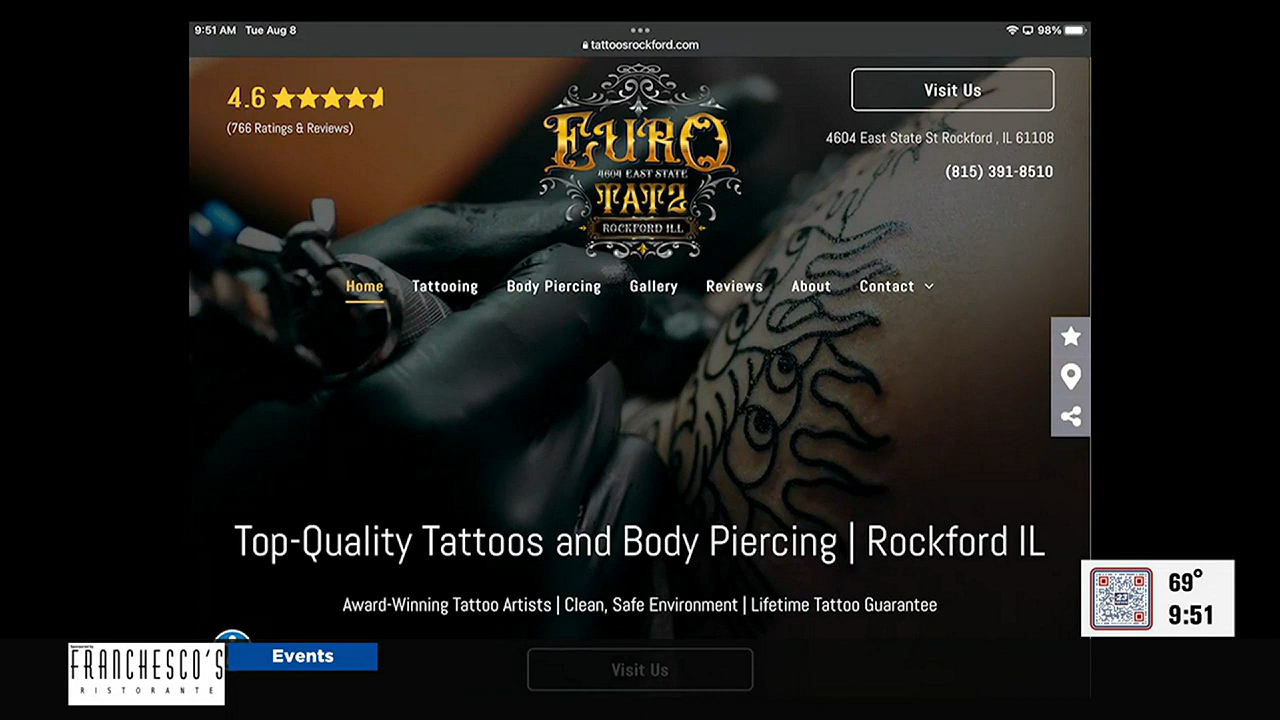 9:51 AM Tue Aug 8
tattoosrockford.com
98%
4.6
(766 Ratings & Reviews)
EURO
4604 EAST STATE
TATZ
ROCKFORD ILL
Visit Us
4604 East State St Rockford , IL 61108
(815) 391-8510
Home Tattooing Body Piercing Gallery Reviews About Contact
Top-Quality Tattoos and Body Piercing | Rockford IL
Award-Winning Tattoo Artists | Clean, Safe Environment | Lifetime Tattoo Guarantee
69°
9:51
Sponsored by
FRANCHESCO'S
RISTORANTE
Events
Visit Us